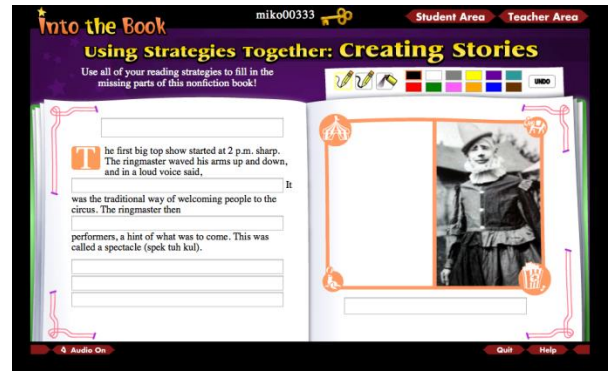 Into the Book
miko00333
Student Area
Teacher Area
Using Strategies Together: Creating Stories
Use all of your reading strategies to fill in the
missing parts of this nonfiction book!
UNDO
The first big top show started at 2 p.m. sharp.
The ringmaster waved his arms up and down,
and in a loud voice said,
It
was the traditional way of welcoming people to the
circus. The ringmaster then
performers, a hint of what was to come. This was
called a spectacle (spek tuh kul).
Audio On
Quit
Help